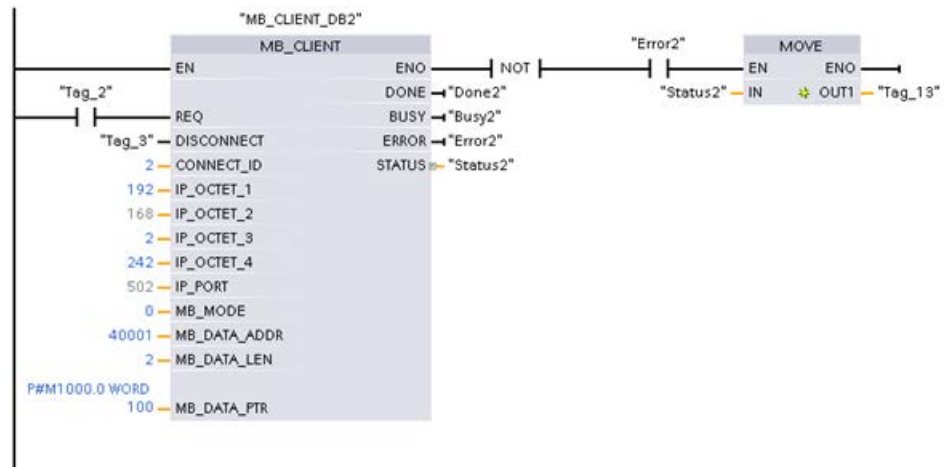 "MB_CLIENT_DB2"
MB_CLIENT
EN
ENO
NOT
"Error2"
MOVE
EN
ENO
DONE
"Done2"
"Status2"
IN
OUT1
"Tag_13"
"Tag_2"
REQ
BUSY
"Busy2"
"Tag_3"
DISCONNECT
ERROR
"Error2"
2
CONNECT_ID
STATUS
"Status2"
192
IP_OCTET_1
168
IP_OCTET_2
2
IP_OCTET_3
242
IP_OCTET_4
502
IP_PORT
0
MB_MODE
40001
MB_DATA_ADDR
2
MB_DATA_LEN
P#M1000.0 WORD
100
MB_DATA_PTR